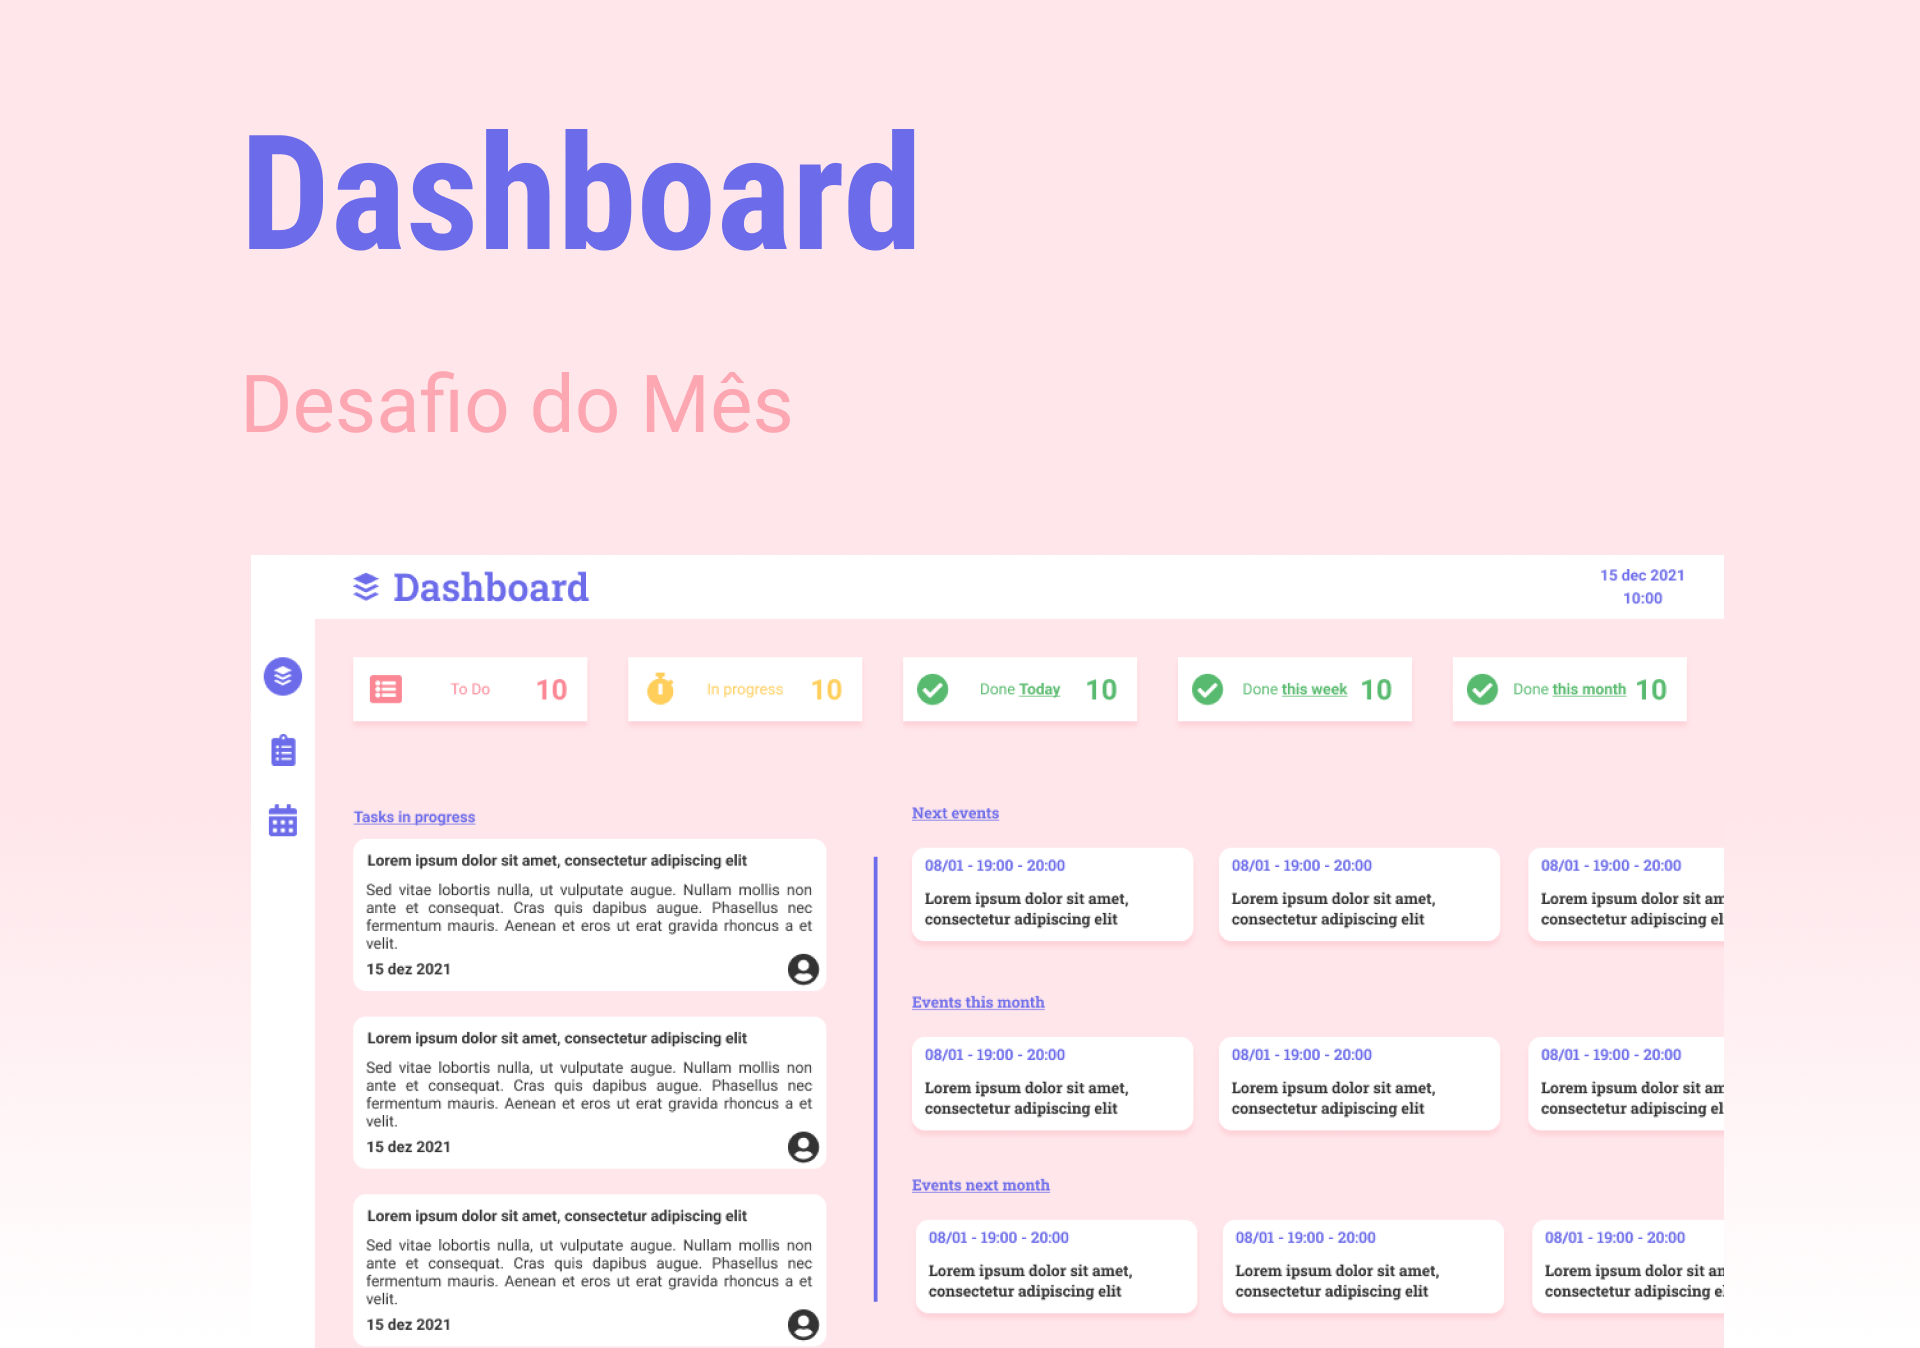 Dashboard
Desafio do Mês
Dashboard
15 dec 2021
10:00
To Do 10
In progress 10
Done Today 10
Done this week 10
Done this month 10
Tasks in progress
Lorem ipsum dolor sit amet, consectetur adipiscing elit
Sed vitae lobortis nulla, ut vulputate augue. Nullam mollis non
ante et consequat. Cras quis dapibus augue. Phasellus nec
fermentum mauris. Aenean et eros ut erat gravida rhoncus a et
velit.
15 dez 2021
Lorem ipsum dolor sit amet, consectetur adipiscing elit
Sed vitae lobortis nulla, ut vulputate augue. Nullam mollis non
ante et consequat. Cras quis dapibus augue. Phasellus nec
fermentum mauris. Aenean et eros ut erat gravida rhoncus a et
velit.
15 dez 2021
Lorem ipsum dolor sit amet, consectetur adipiscing elit
Sed vitae lobortis nulla, ut vulputate augue. Nullam mollis non
ante et consequat. Cras quis dapibus augue. Phasellus nec
fermentum mauris. Aenean et eros ut erat gravida rhoncus a et
velit.
15 dez 2021
Next events
08/01 - 19:00 - 20:00
Lorem ipsum dolor sit amet,
consectetur adipiscing elit
08/01 - 19:00 - 20:00
Lorem ipsum dolor sit amet,
consectetur adipiscing elit
08/01 - 19:00 - 20:00
Lorem ipsum dolor sit
consectetur adipiscing
Events this month
08/01 - 19:00 - 20:00
Lorem ipsum dolor sit amet,
consectetur adipiscing elit
08/01 - 19:00 - 20:00
Lorem ipsum dolor sit amet,
consectetur adipiscing elit
08/01 - 19:00 - 20:00
Lorem ipsum dolor sit
consectetur adipiscing
Events next month
08/01 - 19:00 - 20:00
Lorem ipsum dolor sit amet,
consectetur adipiscing elit
08/01 - 19:00 - 20:00
Lorem ipsum dolor sit amet,
consectetur adipiscing elit
08/01 - 19:00 - 20:00
Lorem ipsum dolor sit
consectetur adipiscing